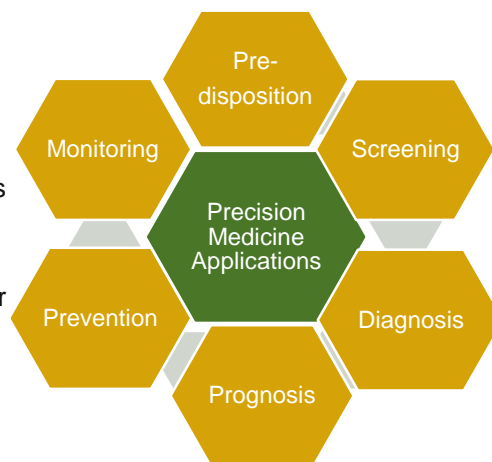 Pre-
disposition
Monitoring
Screening
s
Precision
Medicine
Applications
r
Prevention
Diagnosis
Prognosis